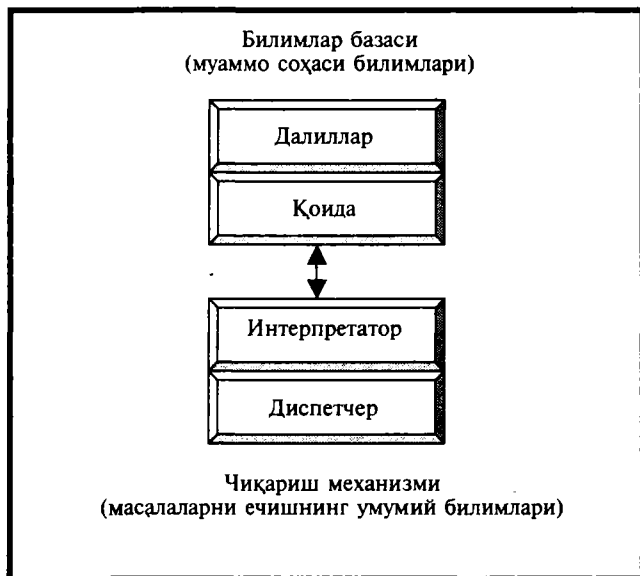 Билимлар базаси
(муаммо соҳаси билимлари)
Далиллар
Қоида
Интерпретатор
Диспетчер
Чиқариш механизми
(масалаларни ечишнинг умумий билимлари)